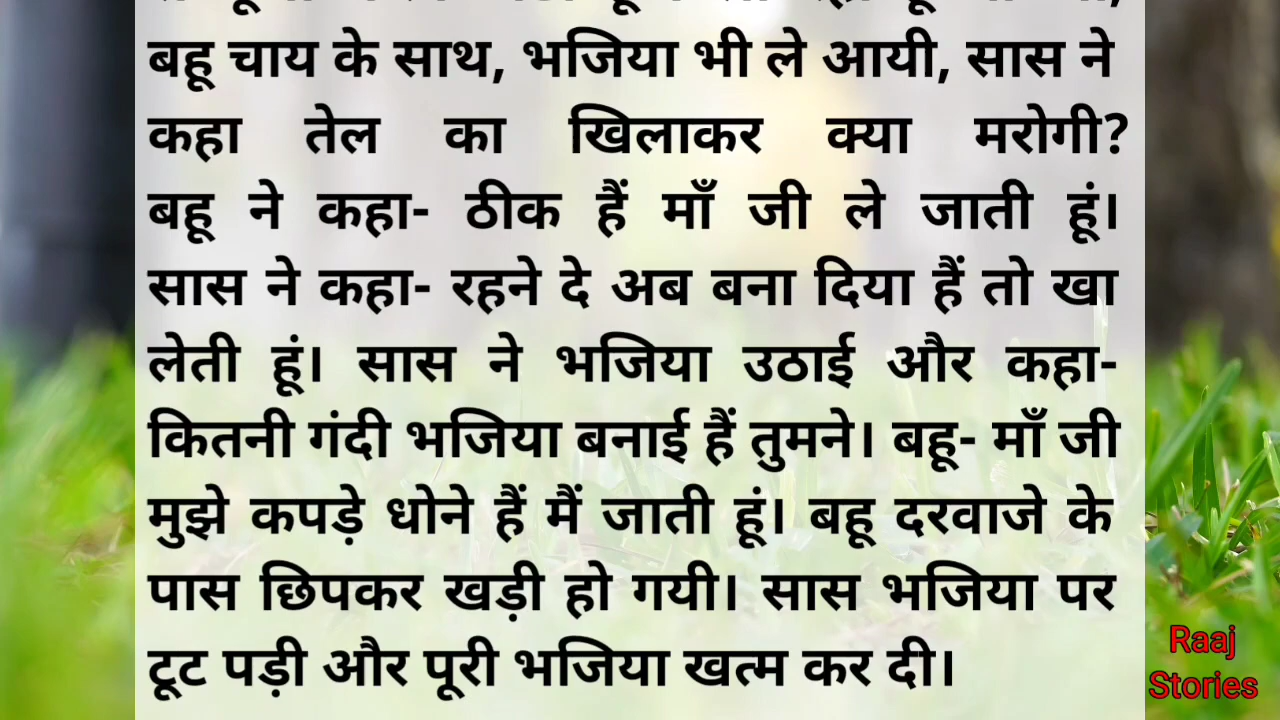 बहू चाय के साथ, भजिया भी ले आयी, सास ने
कहा तेल का खिलाकर क्या मरोगी?
बहू ने कहा- ठीक हैं माँ जी ले जाती हूं।
सास ने कहा- रहने दे अब बना दिया हैं तो खा
लेती हूं। सास ने भजिया उठाई और कहा-
कितनी गंदी भजिया बनाई हैं तुमने। बहू- माँ जी
मुझे कपड़े धोने हैं मैं जाती हूं। बहू दरवाजे के
पास छिपकर खड़ी हो गयी। सास भजिया पर
टूट पड़ी और पूरी भजिया खत्म कर दी।
Raaj
Stories